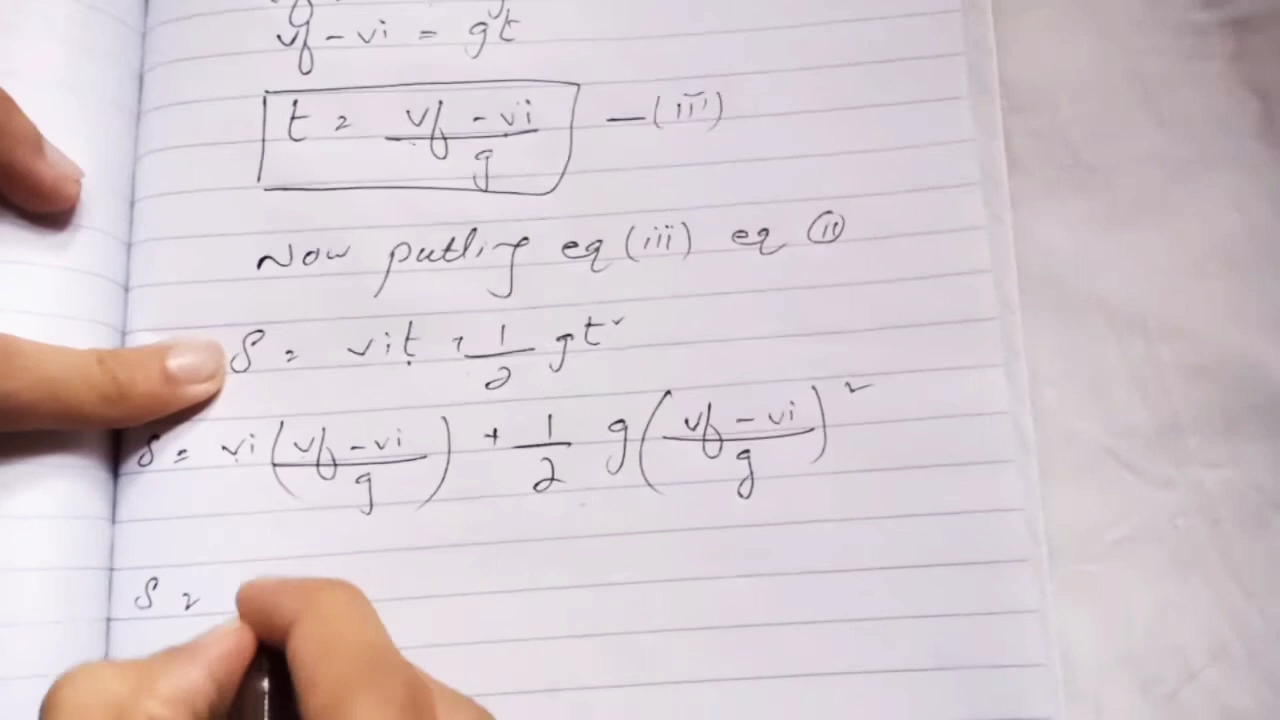 vf - vi = gt
t = vf - vi / g — (iii)
Now putting eq (iii) eq (ii)
S = vit + 1/2 gt²
S = vi (vf - vi / g) + 1/2 g (vf - vi / g)²
S =